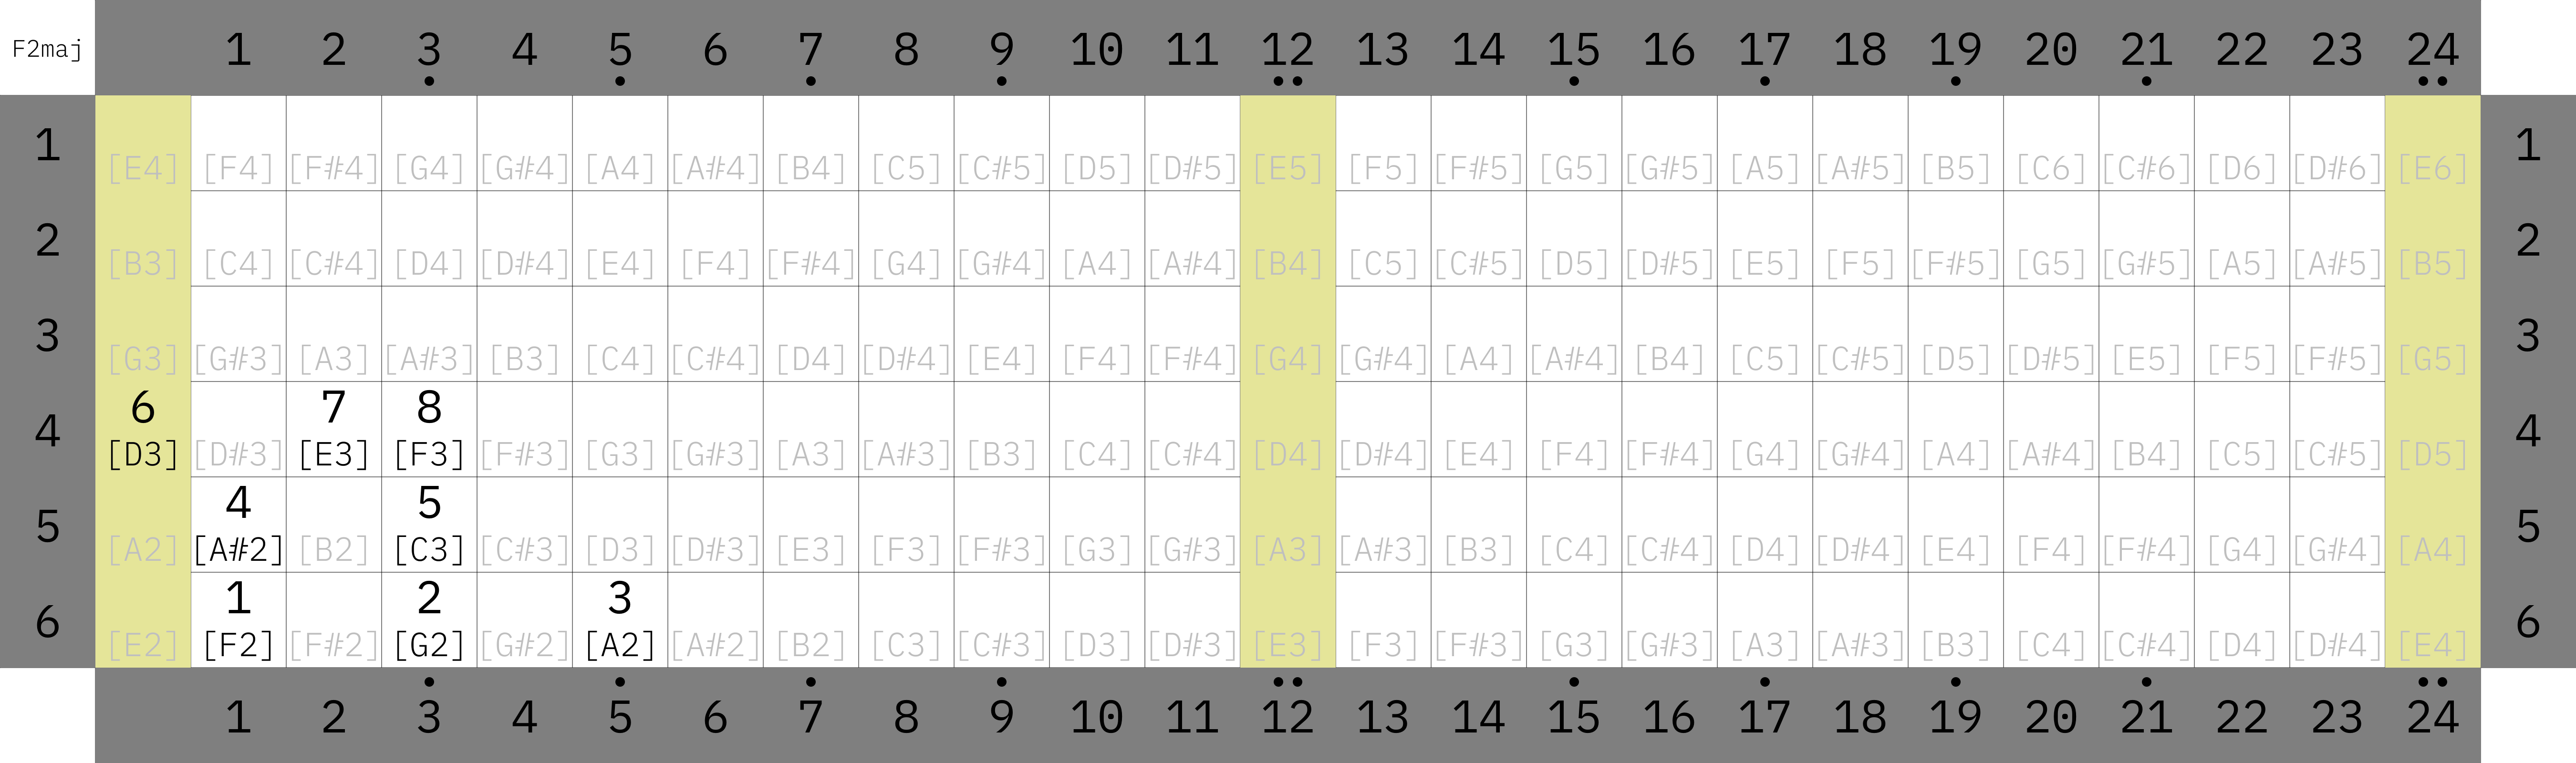 F2maj 1 2 3 4 5 6 7 8 9 10 11 12 13 14 15 16 17 18 19 20 21 22 23 24
1 [E4] [F4] [F#4] [G4] [G#4] [A4] [A#4] [B4] [C5] [C#5] [D5] [D#5] [E5] [F5] [F#5] [G5] [G#5] [A5] [A#5] [B5] [C6] [C#6] [D6] [D#6] [E6] 1
2 [B3] [C4] [C#4] [D4] [D#4] [E4] [F4] [F#4] [G4] [G#4] [A4] [A#4] [B4] [C5] [C#5] [D5] [D#5] [E5] [F5] [F#5] [G5] [G#5] [A5] [A#5] [B5] 2
3 [G3] [G#3] [A3] [A#3] [B3] [C4] [C#4] [D4] [D#4] [E4] [F4] [F#4] [G4] [G#4] [A4] [A#4] [B4] [C5] [C#5] [D5] [D#5] [E5] [F5] [F#5] [G5] 3
6 7 8
4 [D3] [D#3] [E3] [F3] [F#3] [G3] [G#3] [A3] [A#3] [B3] [C4] [C#4] [D4] [D#4] [E4] [F4] [F#4] [G4] [G#4] [A4] [A#4] [B4] [C5] [C#5] [D5] 4
4 5
5 [A2] [A#2] [B2] [C3] [C#3] [D3] [D#3] [E3] [F3] [F#3] [G3] [G#3] [A3] [A#3] [B3] [C4] [C#4] [D4] [D#4] [E4] [F4] [F#4] [G4] [G#4] [A4] 5
1 2 3
6 [E2] [F2] [F#2] [G2] [G#2] [A2] [A#2] [B2] [C3] [C#3] [D3] [D#3] [E3] [F3] [F#3] [G3] [G#3] [A3] [A#3] [B3] [C4] [C#4] [D4] [D#4] [E4] 6
1 2 3 4 5 6 7 8 9 10 11 12 13 14 15 16 17 18 19 20 21 22 23 24